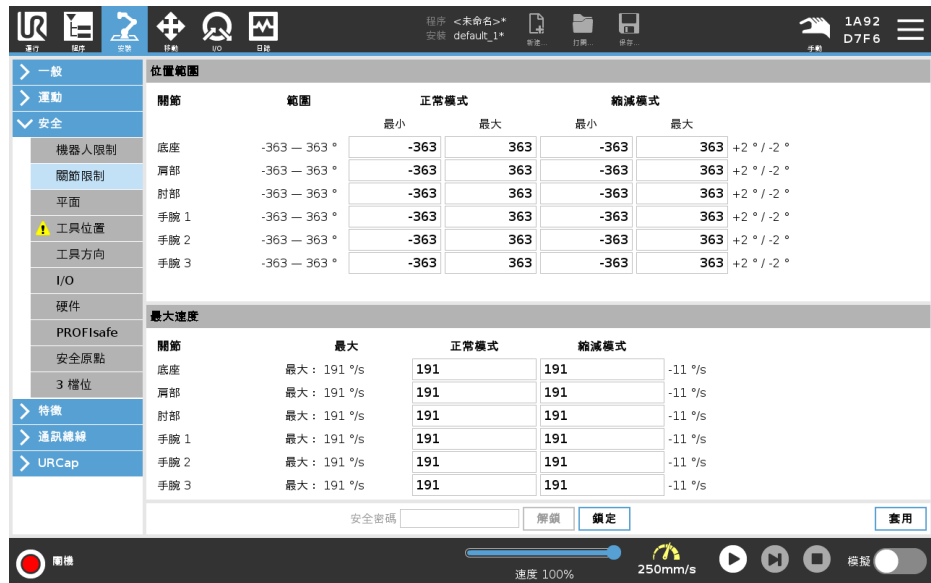 程序 <未命名>*
安裝 default_1*
1A92
D7F6
運行 程序 安裝 移動 I/O 日誌 新建... 打開... 保存... 手動
一般
運動
安全
機器人限制
關節限制
平面
工具位置
工具方向
I/O
硬件
PROFIsafe
安全原點
3 檔位
特徵
通訊總線
URCap
位置範圍
關節 範圍 正常模式 縮減模式
最小 最大 最小 最大
底座 -363 — 363 ° -363 363 -363 363 +2 ° / -2 °
肩部 -363 — 363 ° -363 363 -363 363 +2 ° / -2 °
肘部 -363 — 363 ° -363 363 -363 363 +2 ° / -2 °
手腕 1 -363 — 363 ° -363 363 -363 363 +2 ° / -2 °
手腕 2 -363 — 363 ° -363 363 -363 363 +2 ° / -2 °
手腕 3 -363 — 363 ° -363 363 -363 363 +2 ° / -2 °
最大速度
關節 最大 正常模式 縮減模式
底座 最大： 191 °/s 191 191 -11 °/s
肩部 最大： 191 °/s 191 191 -11 °/s
肘部 最大： 191 °/s 191 191 -11 °/s
手腕 1 最大： 191 °/s 191 191 -11 °/s
手腕 2 最大： 191 °/s 191 191 -11 °/s
手腕 3 最大： 191 °/s 191 191 -11 °/s
安全密碼 解鎖 鎖定 套用
關機
速度 100%
250mm/s
模擬